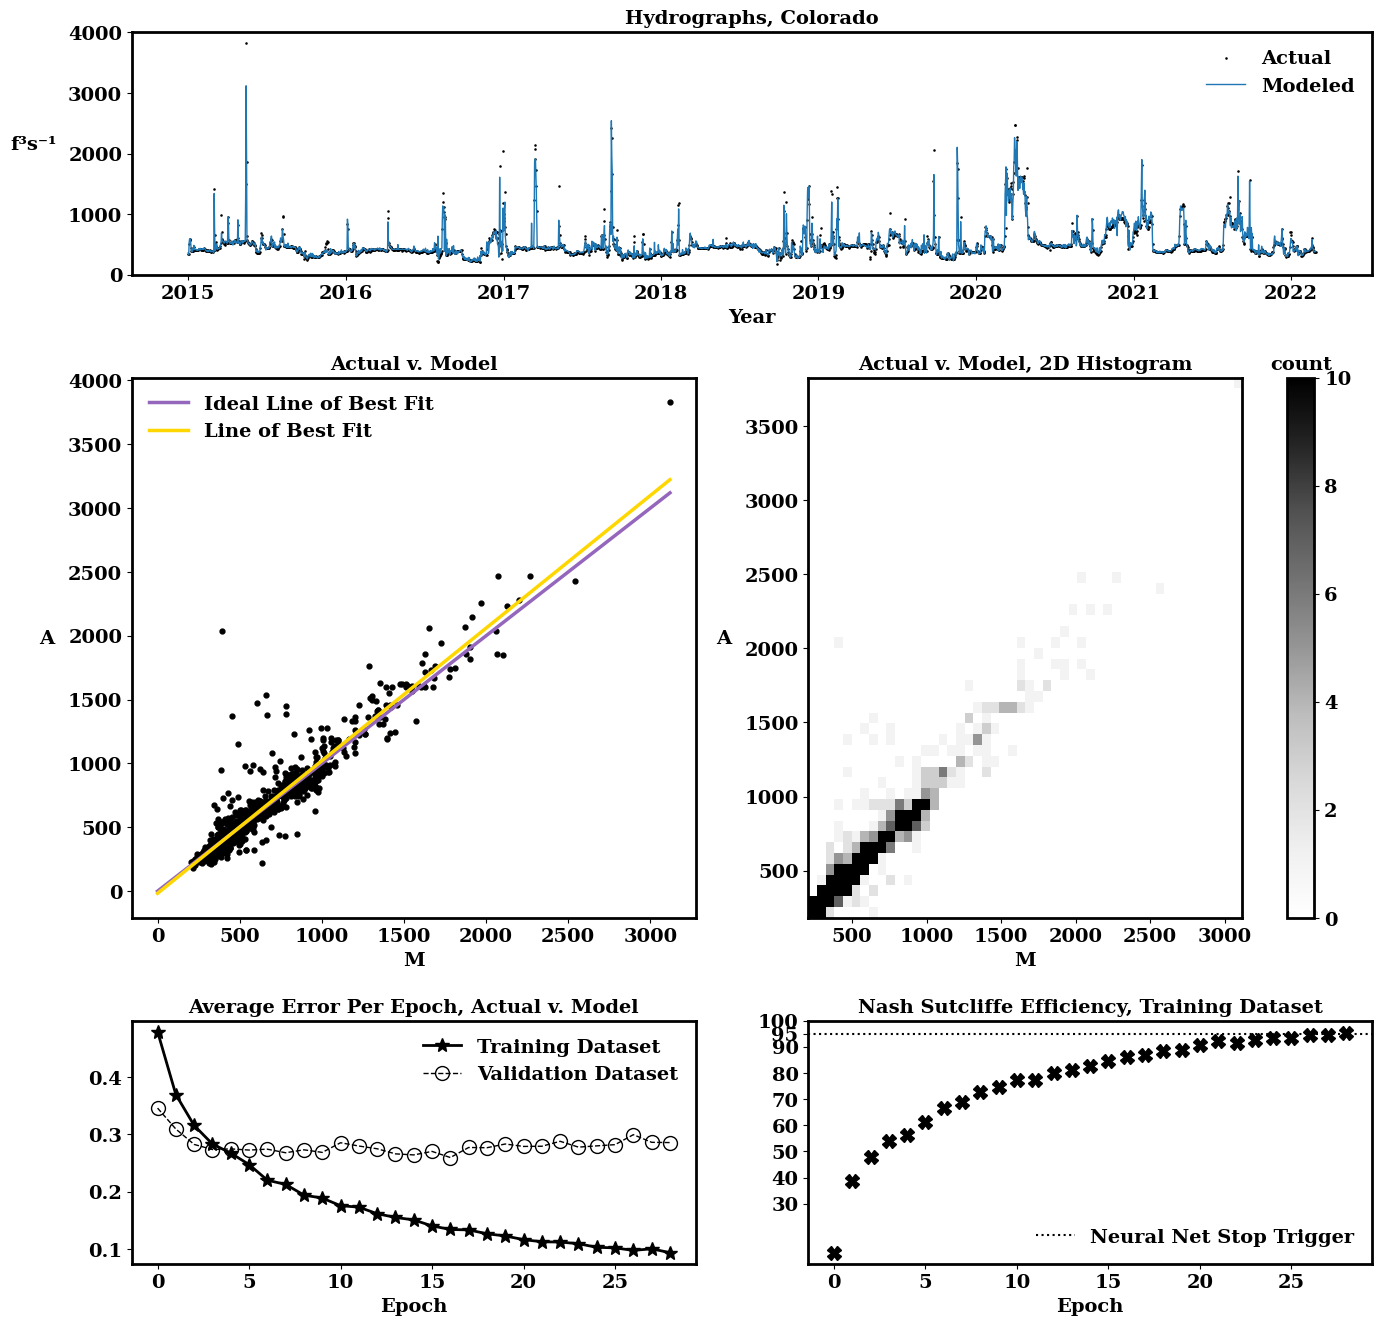 Hydrographs, Colorado
4000
3000
f³s⁻¹
2000
1000
0
Actual
Modeled
2015 2016 2017 2018 2019 2020 2021 2022
Year
Actual v. Model
4000
3500
3000
2500
2000
A
1500
1000
500
0
Ideal Line of Best Fit
Line of Best Fit
0 500 1000 1500 2000 2500 3000
M
Actual v. Model, 2D Histogram
3500
3000
2500
2000
A
1500
1000
500
500 1000 1500 2000 2500 3000
M
count
10
8
6
4
2
0
Average Error Per Epoch, Actual v. Model
0.4
0.3
0.2
0.1
Training Dataset
Validation Dataset
0 5 10 15 20 25
Epoch
Nash Sutcliffe Efficiency, Training Dataset
100
95
90
80
70
60
50
40
30
Neural Net Stop Trigger
0 5 10 15 20 25
Epoch